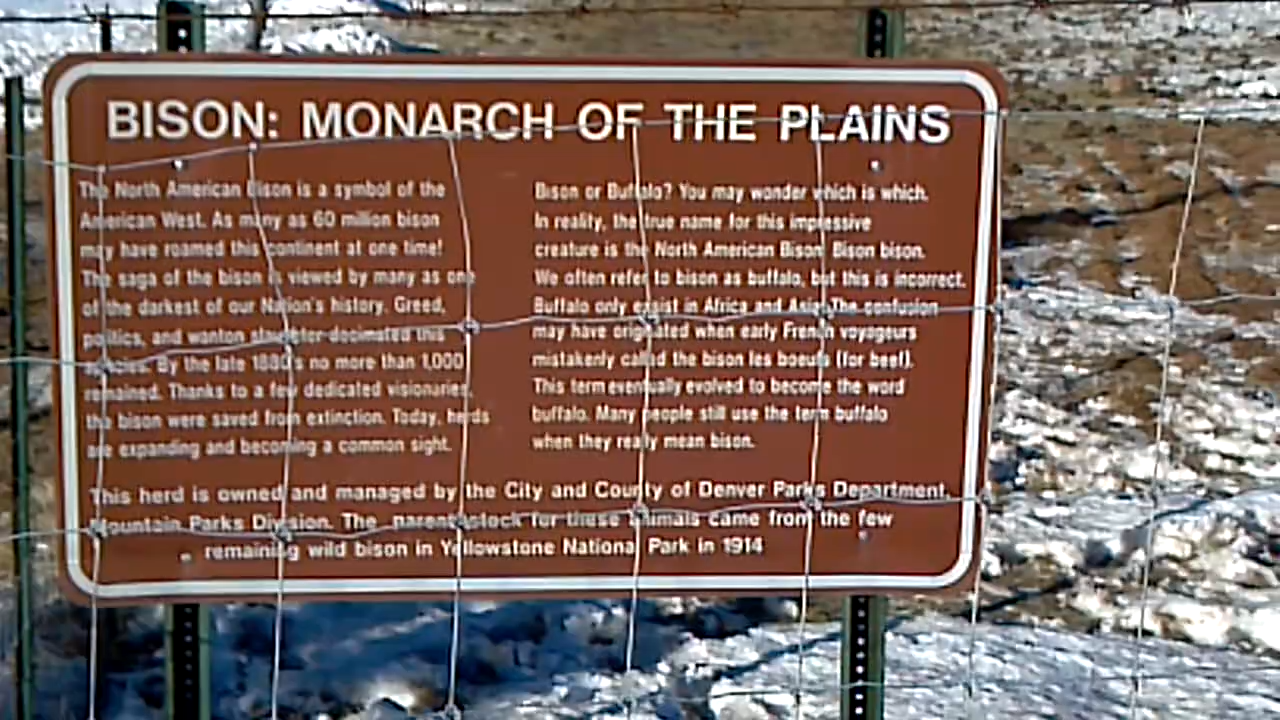 BISON: MONARCH OF THE PLAINS
The North American Bison is a symbol of the
American West. As many as 60 million bison
may have roamed this continent at one time!
The saga of the bison is viewed by many as one
of the darkest of our Nation's history. Greed,
politics, and wanton slaughter decimated this
species. By the late 1880's no more than 1,000
remained. Thanks to a few dedicated visionaries,
the bison were saved from extinction. Today, herds
are expanding and becoming a common sight.
Bison or Buffalo? You may wonder which is which.
In reality, the true name for this impressive
creature is the North American Bison, Bison bison.
We often refer to bison as buffalo, but this is incorrect.
Buffalo only exsist in Africa and Asia. The confusion
may have originated when early French voyageurs
mistakenly called the bison les boeufs (for beef).
This term eventually evolved to become the word
buffalo. Many people still use the term buffalo
when they really mean bison.
This herd is owned and managed by the City and County of Denver Parks Department,
Mountain Parks Division. The parent stock for these animals came from the few
remaining wild bison in Yellowstone National Park in 1914